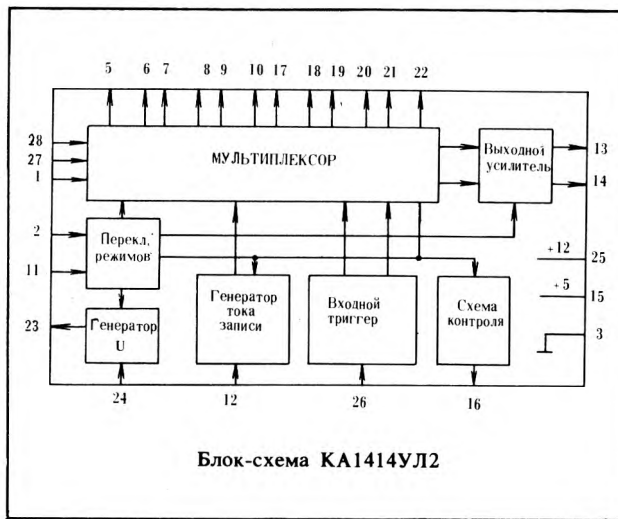 5 6 7 8 9 10 17 18 19 20 21 22
28
27
1
МУЛЬТИПЛЕКСОР
Выходной
усилитель
13
14
2
11
Перекл.
режимов
+12
25
+5
15
23
Генератор
U
Генератор
тока
записи
Входной
триггер
Схема
контроля
3
24 12 26 16
Блок-схема КА1414УЛ2